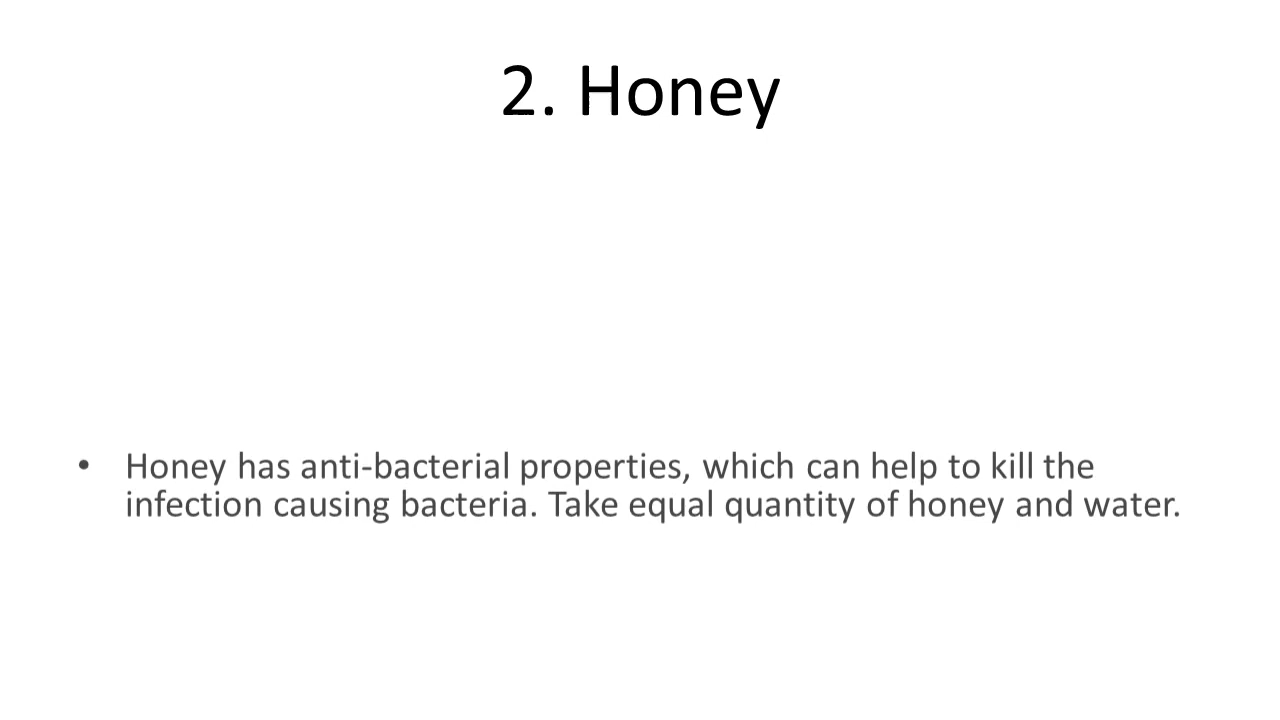 2. Honey
• Honey has anti-bacterial properties, which can help to kill the
infection causing bacteria. Take equal quantity of honey and water.